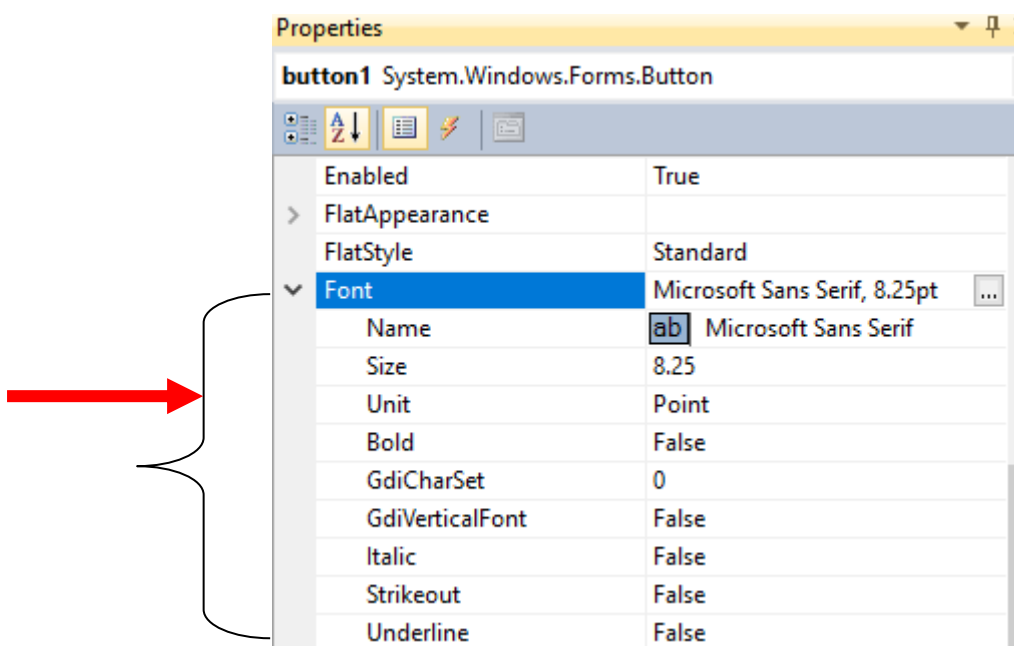 Properties
button1 System.Windows.Forms.Button
A
Z
Enabled True
FlatAppearance
FlatStyle Standard
Font Microsoft Sans Serif, 8.25pt ...
Name ab Microsoft Sans Serif
Size 8.25
Unit Point
Bold False
GdiCharSet 0
GdiVerticalFont False
Italic False
Strikeout False
Underline False